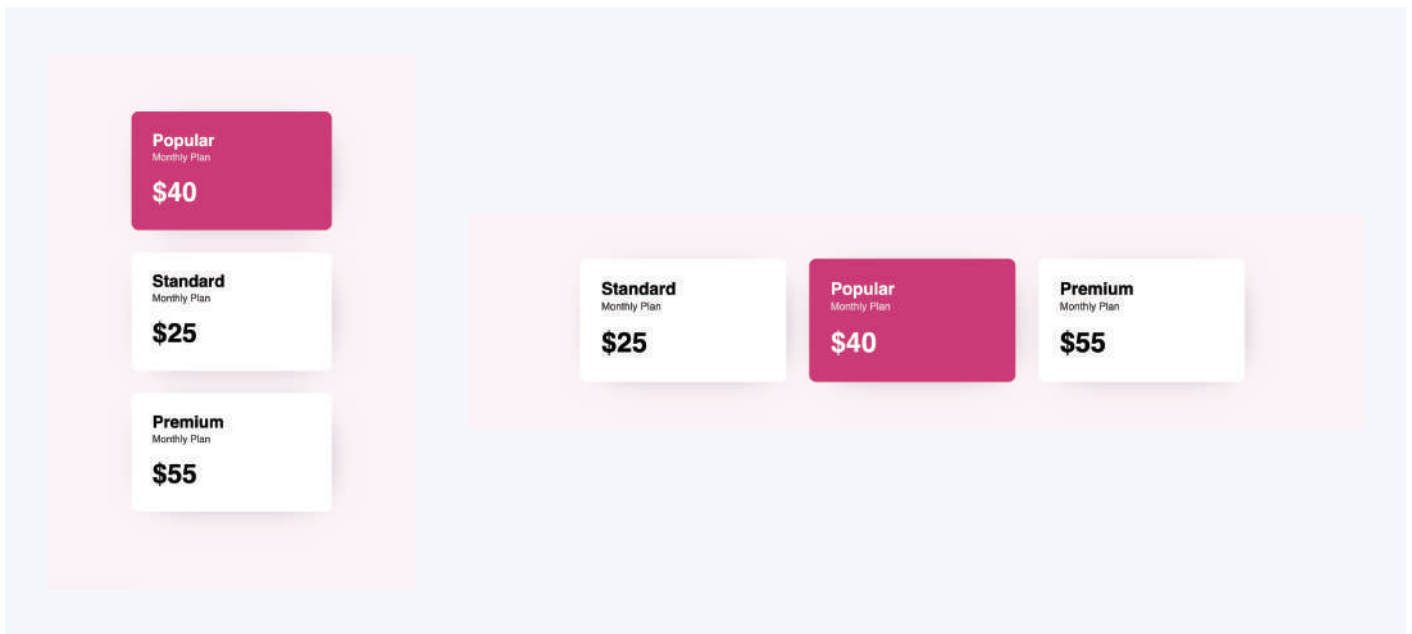 Popular
Monthly Plan
$40
Standard
Monthly Plan
$25
Premium
Monthly Plan
$55
Standard
Monthly Plan
$25
Popular
Monthly Plan
$40
Premium
Monthly Plan
$55